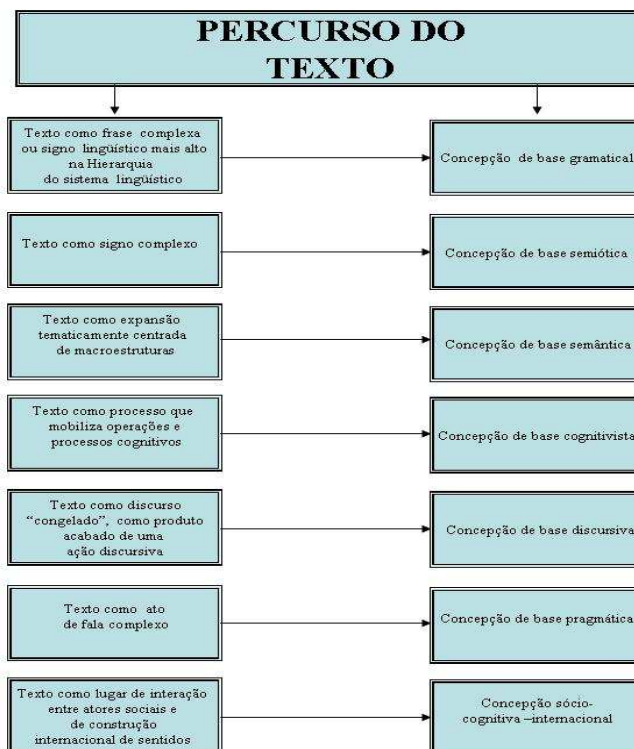 PERCURSO DO
TEXTO
Texto como frase complexa
ou signo lingüístico mais alto
na Hierarquia
do sistema lingüístico
Concepção de base gramatical
Texto como signo complexo
Concepção de base semiótica
Texto como expansão
tematicamente centrada
de macroestruturas
Concepção de base semântica
Texto como processo que
mobiliza operações e
processos cognitivos
Concepção de base cognitivista
Texto como discurso
“congelado”, como produto
acabado de uma
ação discursiva
Concepção de base discursiva
Texto como ato
de fala complexo
Concepção de base pragmática
Texto como lugar de interação
entre atores sociais e
de construção
internacional de sentidos
Concepção sócio-
cognitiva –internacional